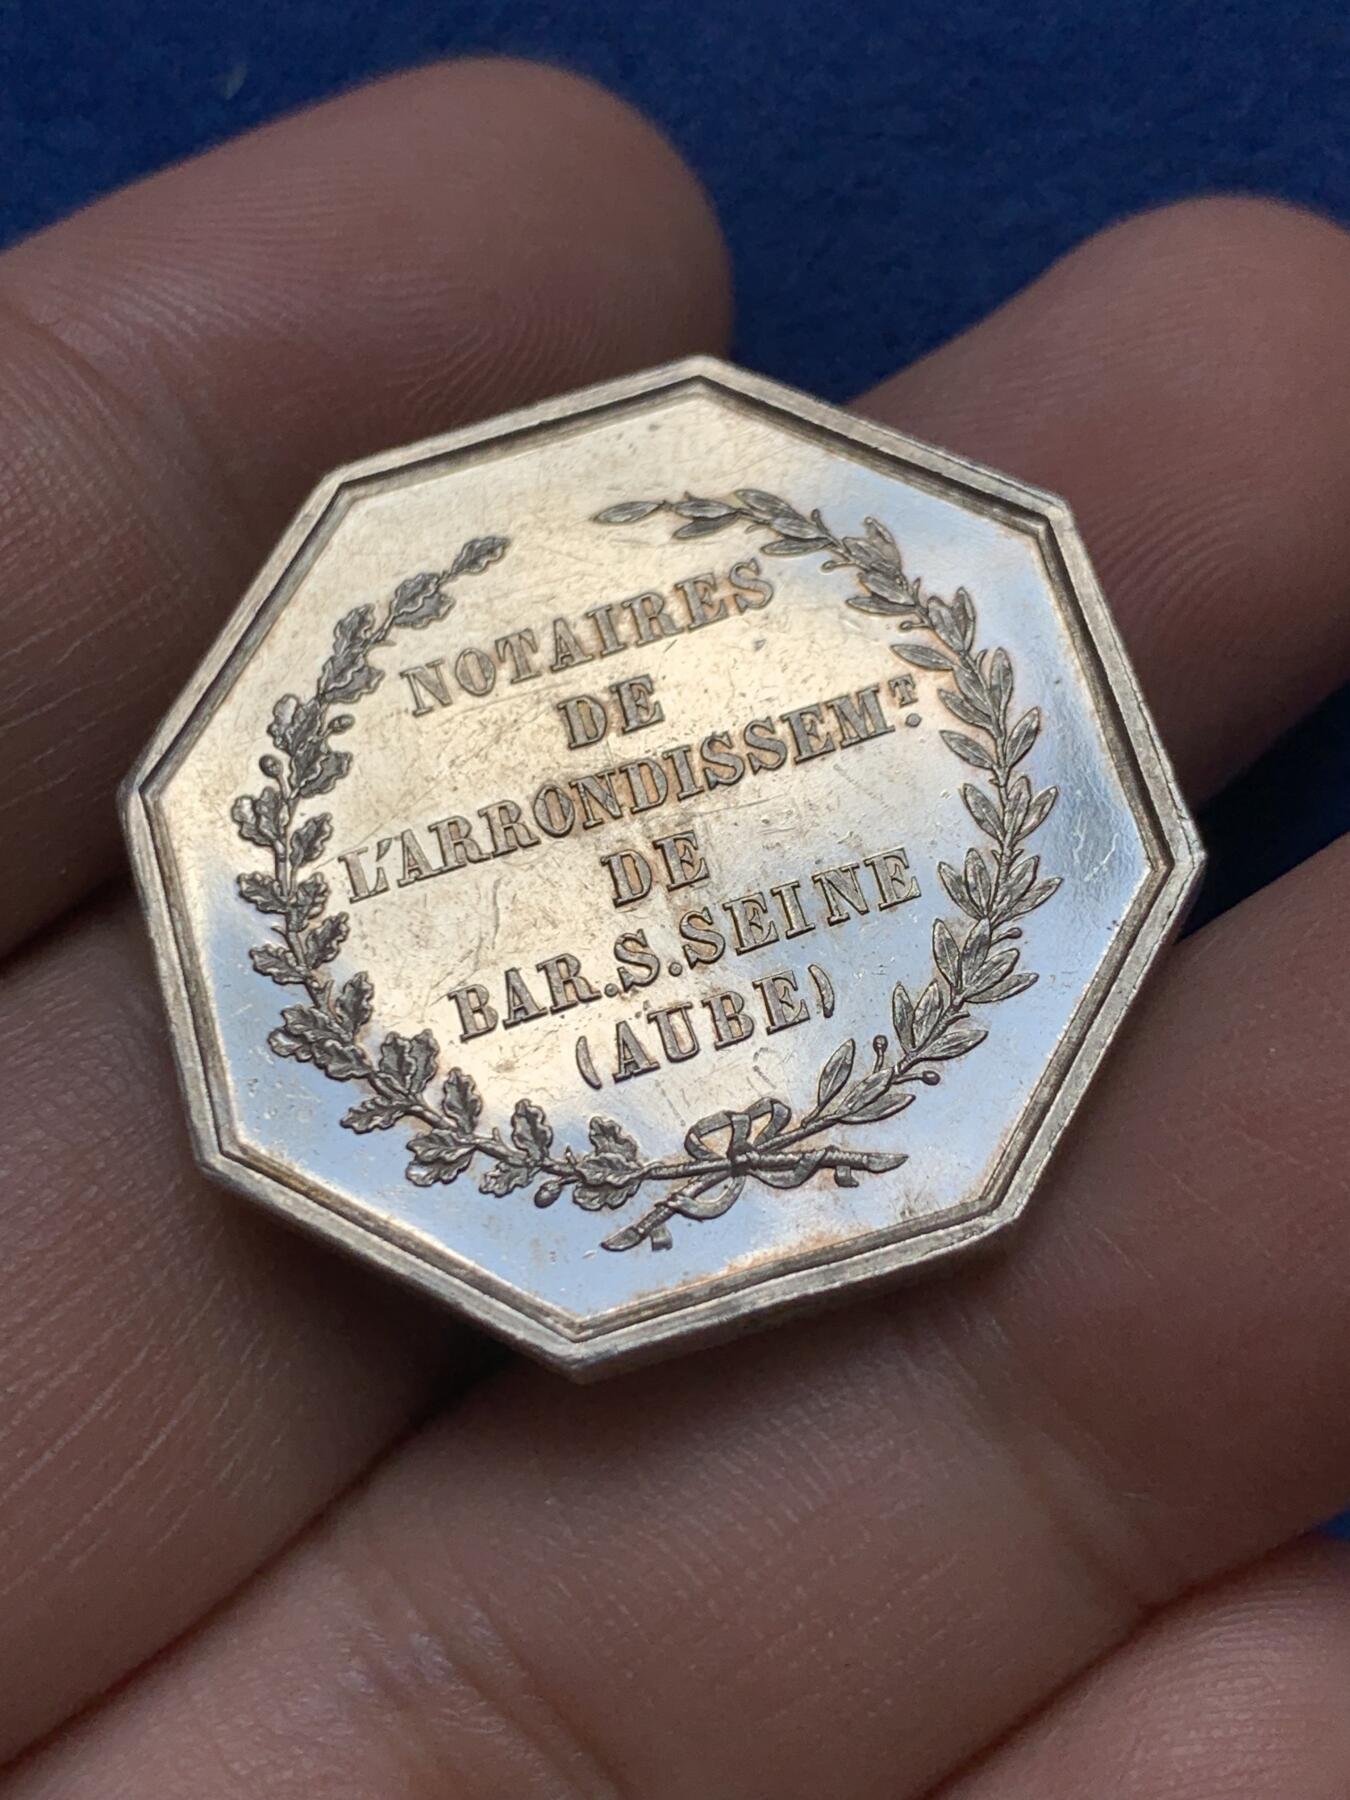 NOTAIRES
DE
L'ARRONDISSEMT.
DE
BAR.S.SEINE
(AUBE)